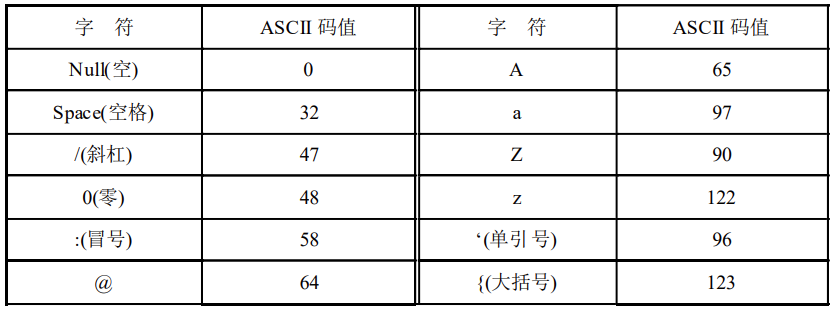 字 符 ASCII 码值 字 符 ASCII 码值
Null(空) 0 A 65
Space(空格) 32 a 97
/(斜杠) 47 Z 90
0(零) 48 z 122
:(冒号) 58 ‘(单引号) 96
@ 64 {(大括号) 123